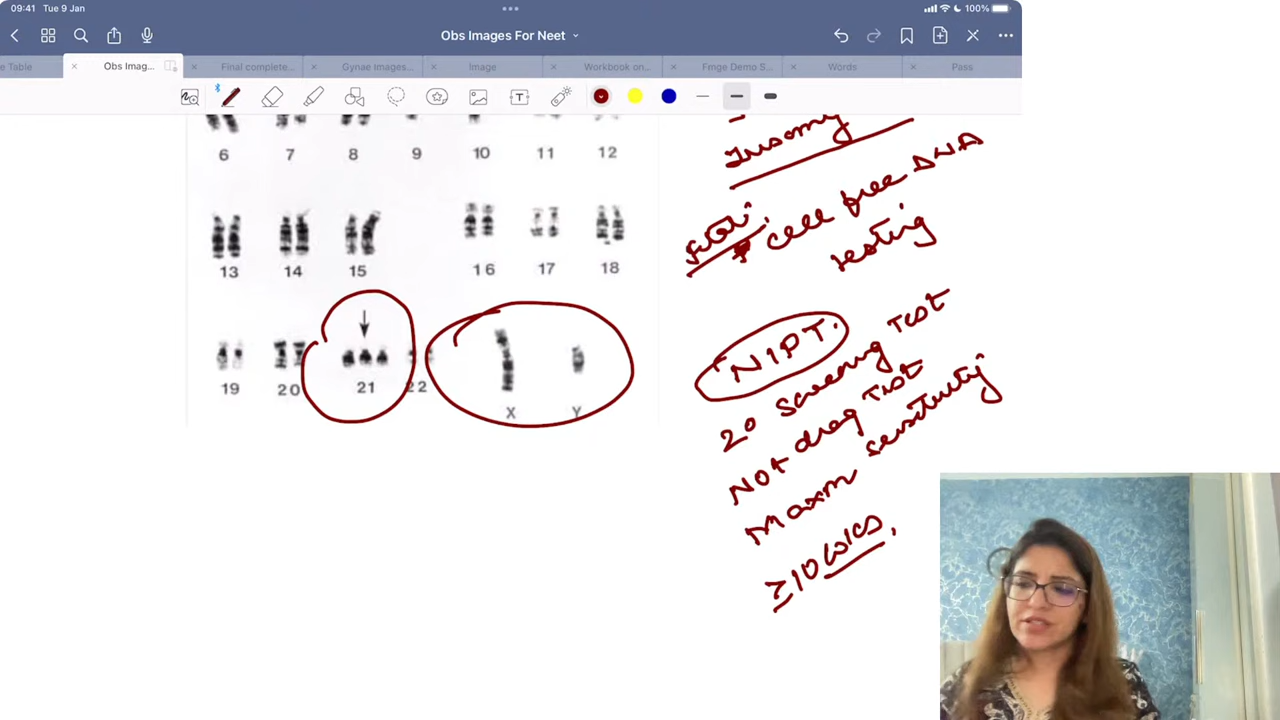 09:41 Tue 9 Jan
100%
Obs Images For Neet
e Table
Obs Imag...
Final complete...
Gynae Images...
Image
Workbook on...
Fmge Demo S...
Words
Pass
6 7 8 9 10 11 12
13 14 15 16 17 18
19 20 21 22 X Y
cell free DNA
testing
NIPT.
2° screening Test
Not diag Test
Maxm sensitivity
≥10 wks.